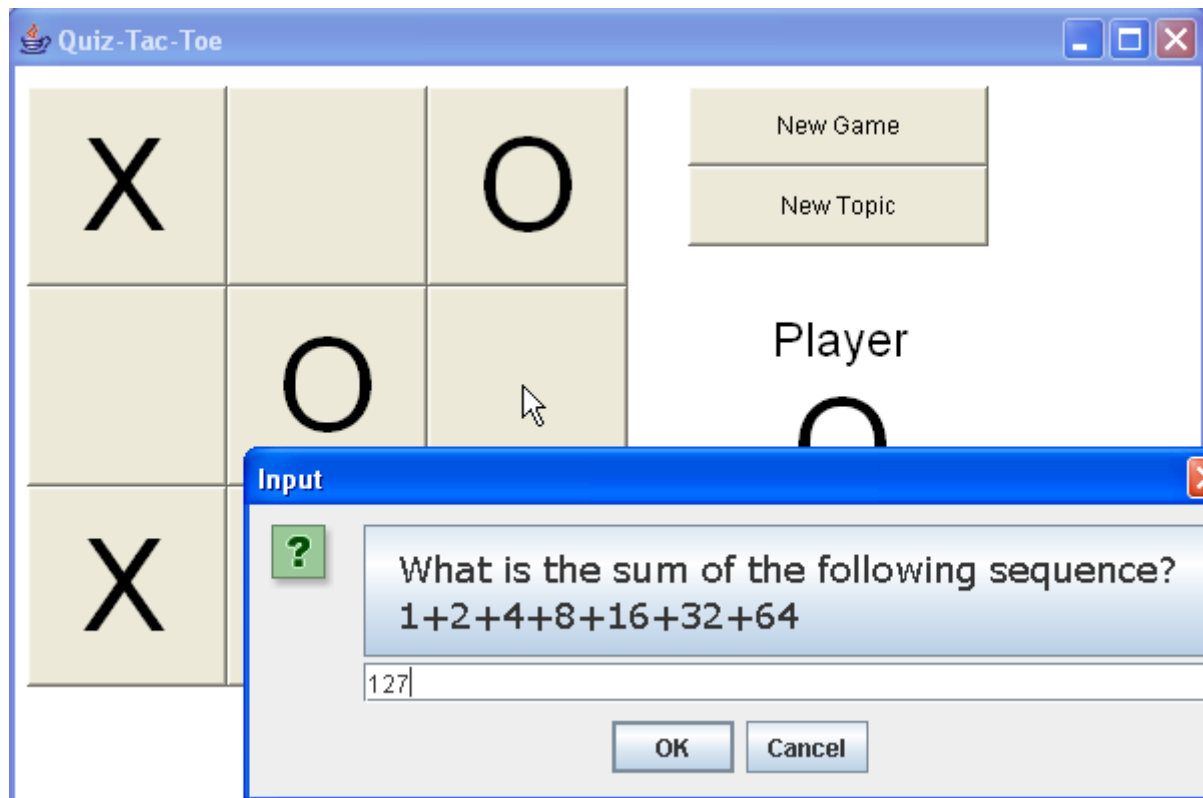 Quiz-Tac-Toe
X O
New Game
New Topic
O
Player
O
X
Input
?
What is the sum of the following sequence?
1+2+4+8+16+32+64
127
OK Cancel